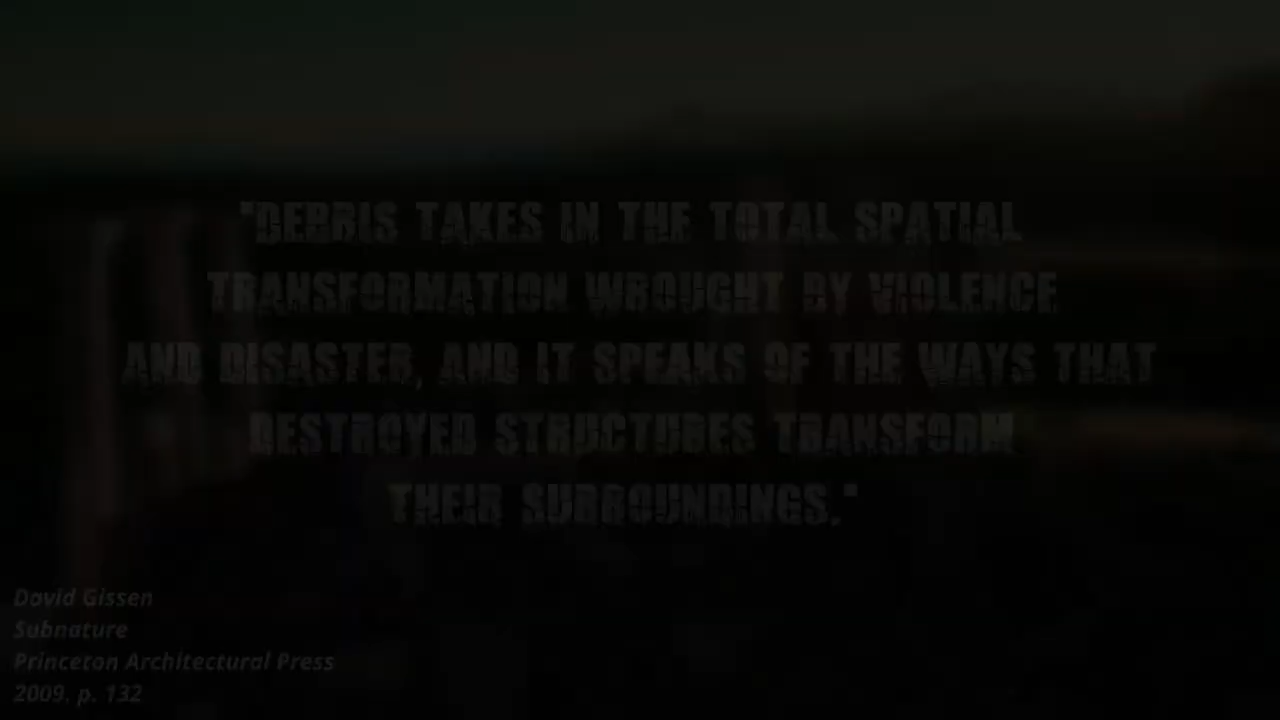 "DEBRIS TAKES IN THE TOTAL SPATIAL
TRANSFORMATION WROUGHT BY VIOLENCE
AND DISASTER, AND IT SPEAKS OF THE WAYS THAT
DESTROYED STRUCTURES TRANSFORM
THEIR SURROUNDINGS."
David Gissen
Subnature
Princeton Architectural Press
2009. p. 132